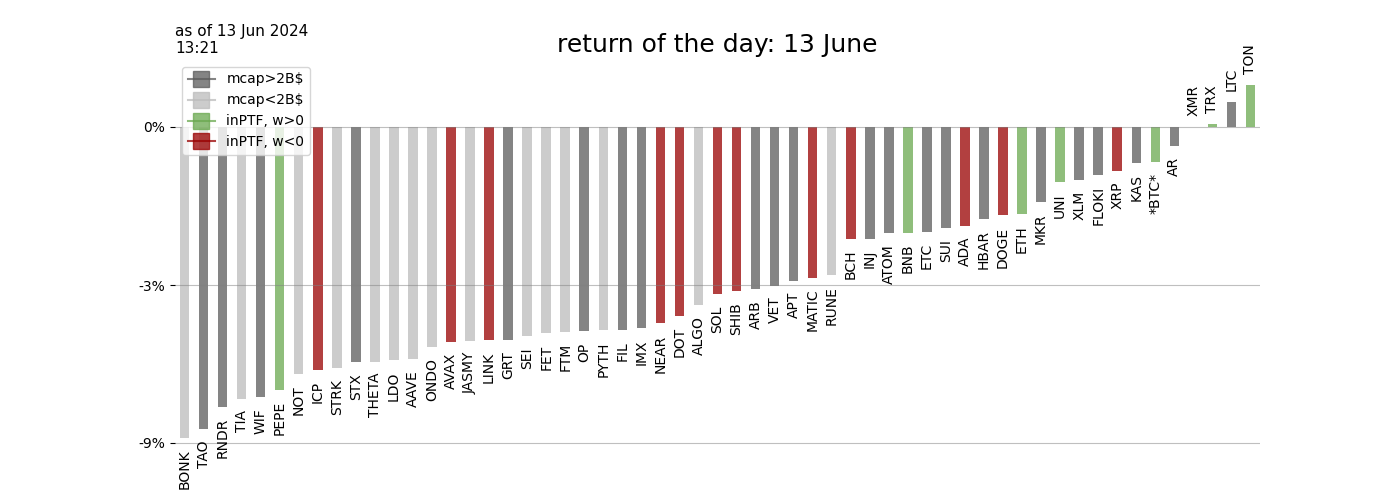 as of 13 Jun 2024
13:21
return of the day: 13 June
mcap>2B$
mcap<2B$
inPTF, w>0
inPTF, w<0
0%
-3%
-9%
BONK
TAO
RNDR
TIA
WIF
PEPE
NOT
ICP
STRK
STX
THETA
LDO
AAVE
ONDO
AVAX
JASMY
LINK
GRT
SEI
FET
FTM
OP
PYTH
FIL
IMX
NEAR
DOT
ALGO
SOL
SHIB
ARB
VET
APT
MATIC
RUNE
BCH
INJ
ATOM
BNB
ETC
SUI
ADA
HBAR
DOGE
ETH
MKR
UNI
XLM
FLOKI
XRP
KAS
*BTC*
AR
XMR
TRX
LTC
TON